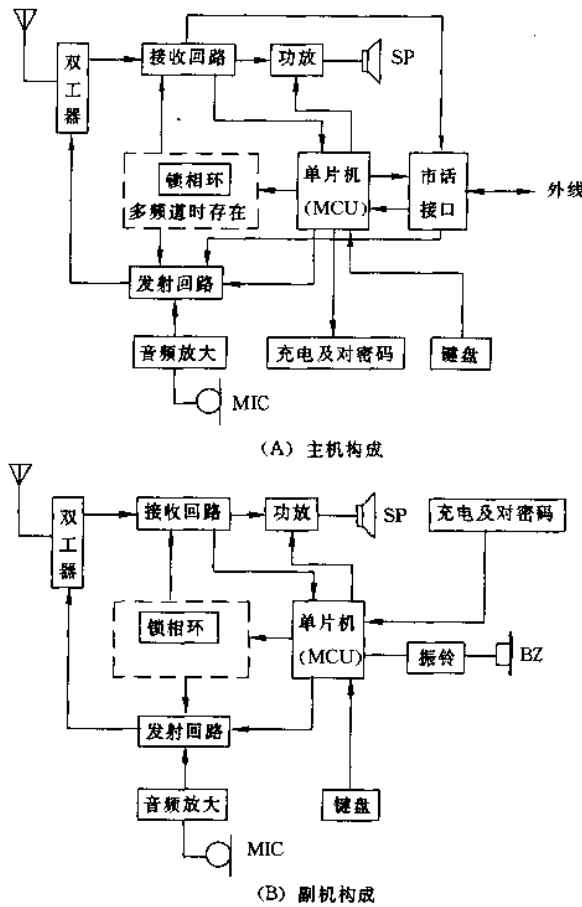 双工器
接收回路
功放
SP
锁相环
多频道时存在
单片机
(MCU)
市话
接口
外线
发射回路
音频放大
充电及对密码
键盘
MIC
(A) 主机构成
双工器
接收回路
功放
SP
充电及对密码
锁相环
单片机
(MCU)
振铃
BZ
发射回路
音频放大
键盘
MIC
(B) 副机构成